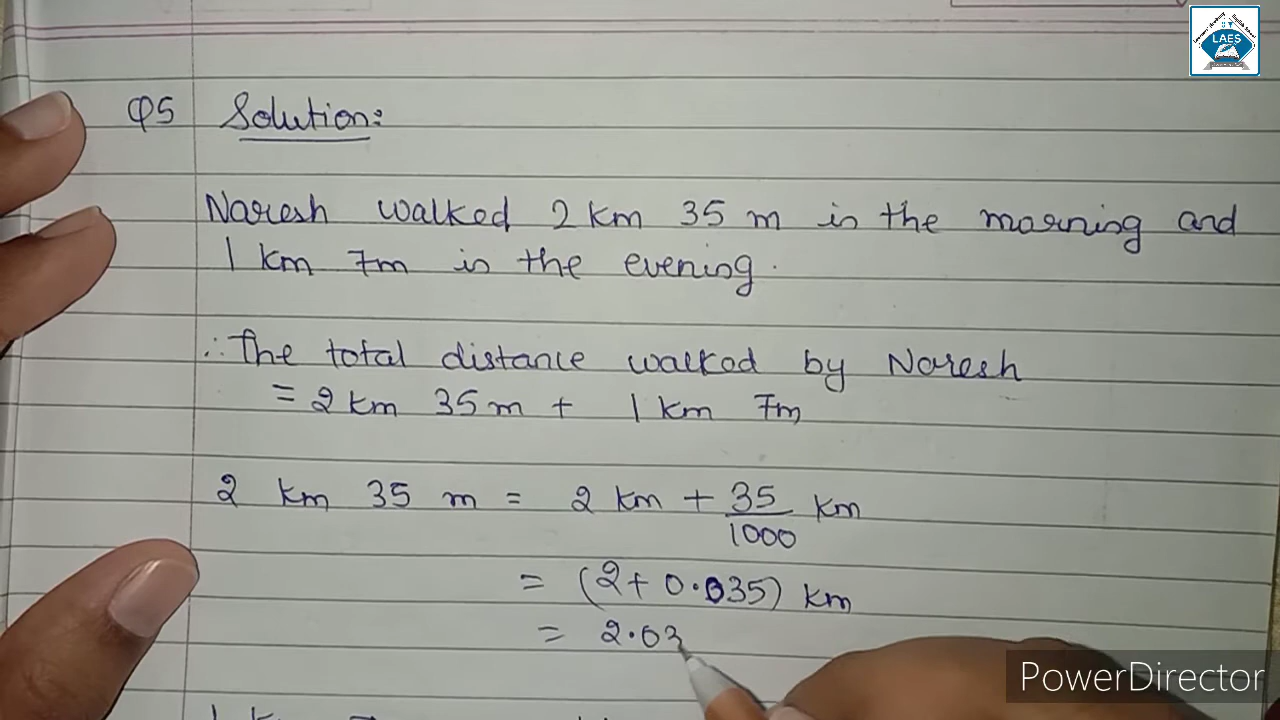 LAES
Q5 Solution:
Naresh walked 2 km 35 m in the morning and
1 km 7m in the evening.
∴ The total distance walked by Naresh
= 2 km 35 m + 1 km 7m
2 km 35 m = 2 km + 35/1000 km
= (2 + 0.035) km
= 2.03
PowerDirector